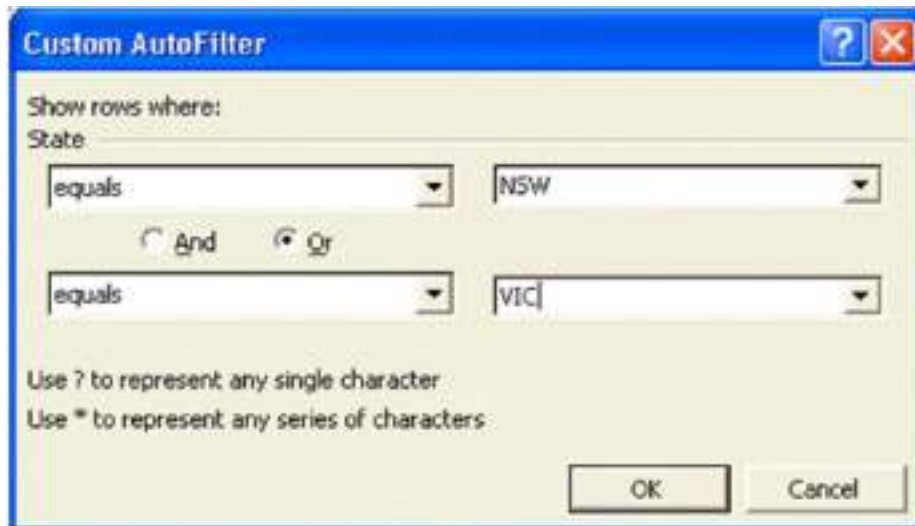 Custom AutoFilter
Show rows where:
State
equals NSW
And Or
equals VIC
Use ? to represent any single character
Use * to represent any series of characters
OK Cancel